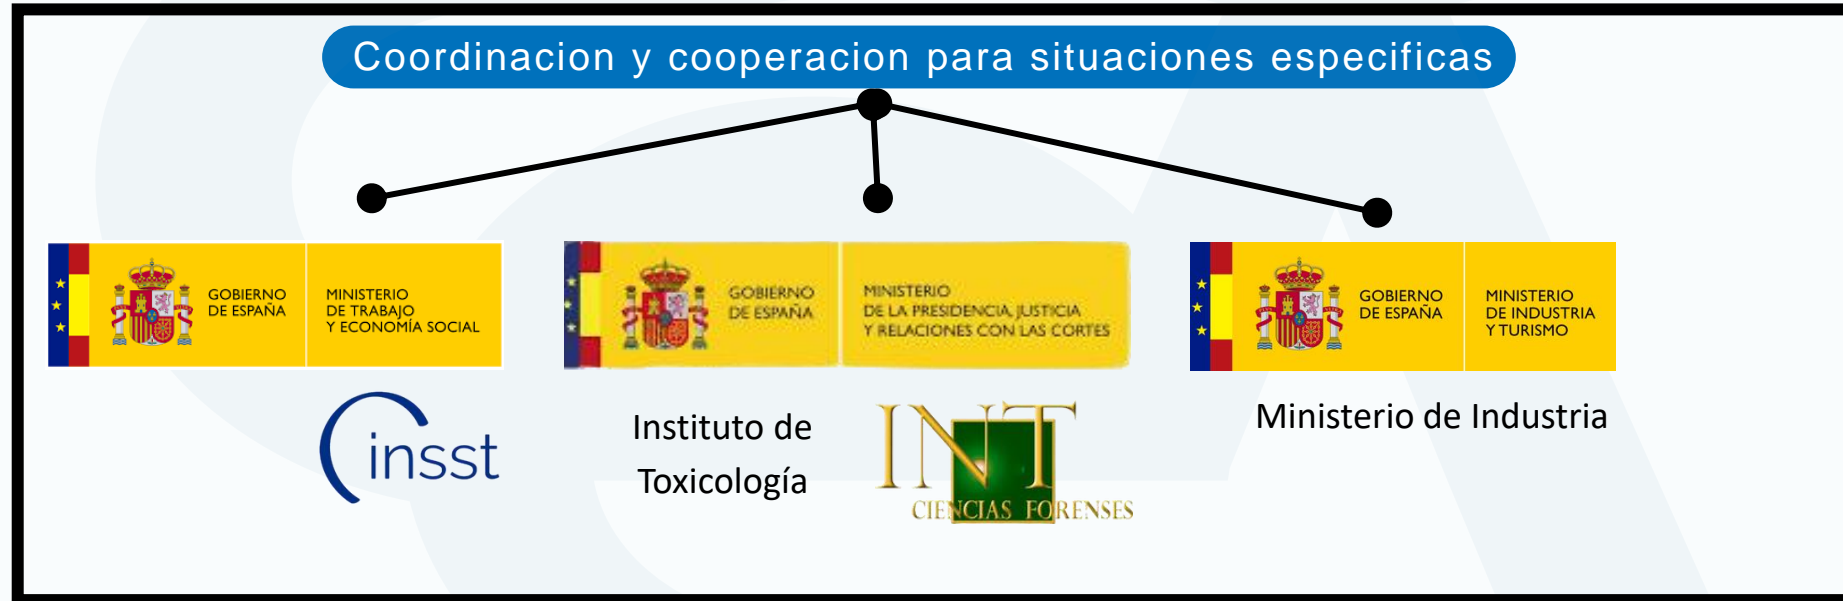 Coordinacion y cooperacion para situaciones especificas
GOBIERNO
DE ESPAÑA
MINISTERIO
DE TRABAJO
Y ECONOMÍA SOCIAL
GOBIERNO
DE ESPAÑA
MINISTERIO
DE LA PRESIDENCIA, JUSTICIA
Y RELACIONES CON LAS CORTES
GOBIERNO
DE ESPAÑA
MINISTERIO
DE INDUSTRIA
Y TURISMO
insst
Instituto de
Toxicología
INT
CIENCIAS FORENSES
Ministerio de Industria